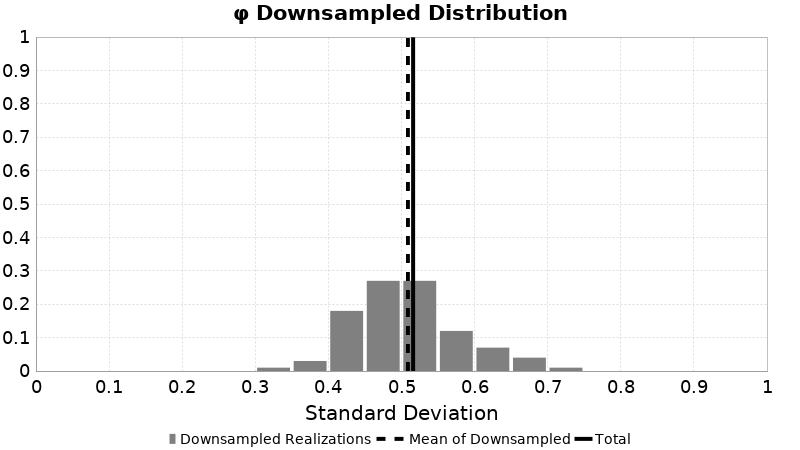 φ Downsampled Distribution
1
0.9
0.8
0.7
0.6
0.5
0.4
0.3
0.2
0.1
0
0 0.1 0.2 0.3 0.4 0.5 0.6 0.7 0.8 0.9 1
Standard Deviation
Downsampled Realizations Mean of Downsampled Total